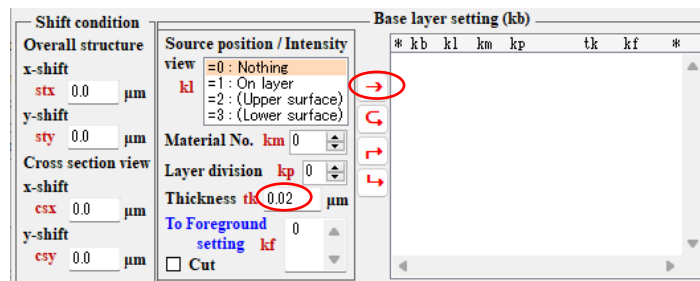 Shift condition
Overall structure
x-shift
stx 0.0 μm
y-shift
sty 0.0 μm
Cross section view
x-shift
csx 0.0 μm
y-shift
csy 0.0 μm
Base layer setting (kb)
Source position / Intensity
view kl
=0 : Nothing
=1 : On layer
=2 : (Upper surface)
=3 : (Lower surface)
Material No. km 0
Layer division kp 0
Thickness tk 0.02 μm
To Foreground
setting kf 0
Cut
* kb kl km kp tk kf *